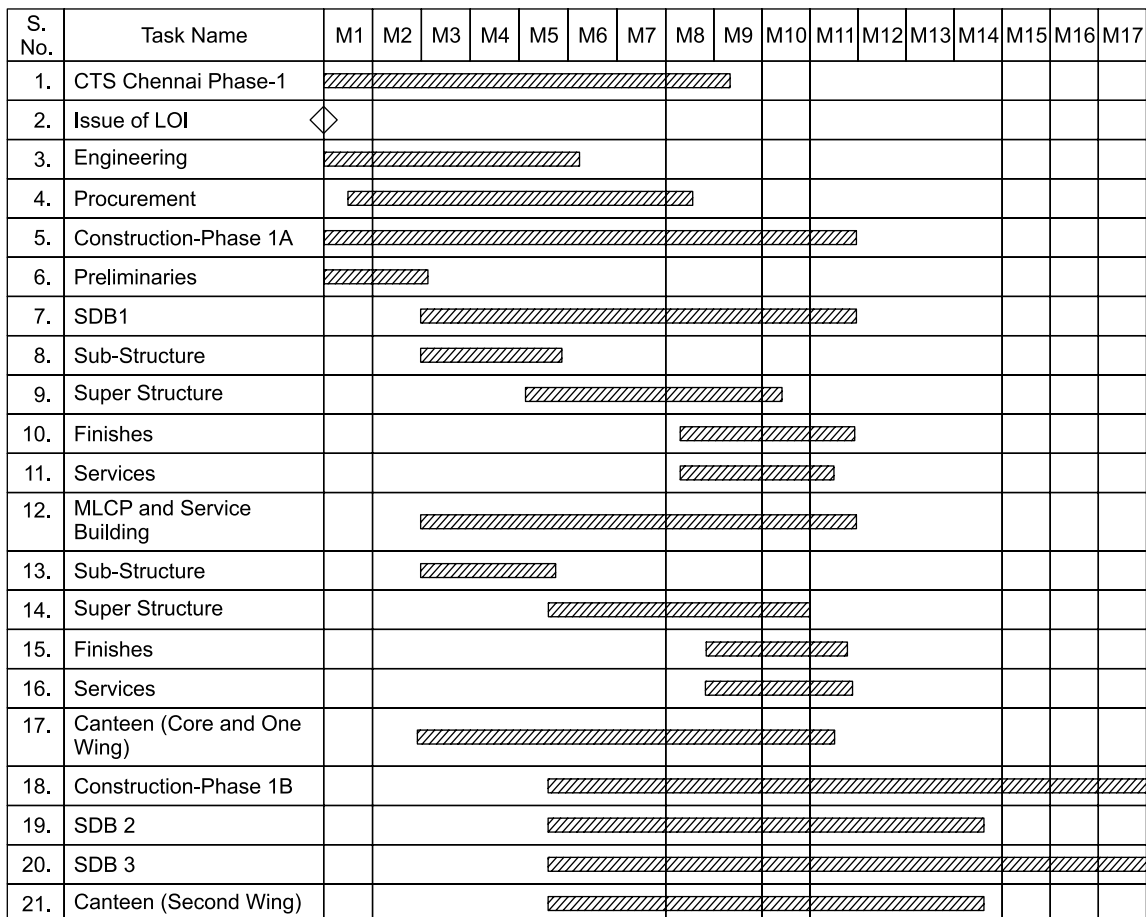 S. No. Task Name M1 M2 M3 M4 M5 M6 M7 M8 M9 M10 M11 M12 M13 M14 M15 M16 M17
1. CTS Chennai Phase-1
2. Issue of LOI
3. Engineering
4. Procurement
5. Construction-Phase 1A
6. Preliminaries
7. SDB1
8. Sub-Structure
9. Super Structure
10. Finishes
11. Services
12. MLCP and Service
Building
13. Sub-Structure
14. Super Structure
15. Finishes
16. Services
17. Canteen (Core and One
Wing)
18. Construction-Phase 1B
19. SDB 2
20. SDB 3
21. Canteen (Second Wing)